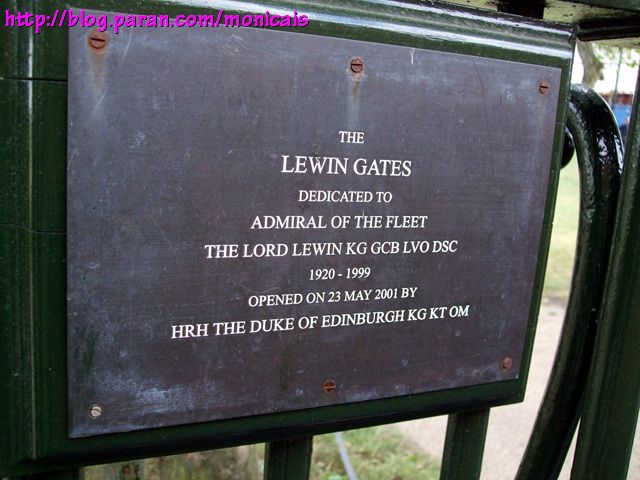 http://blog.paran.com/monicais
THE
LEWIN GATES
DEDICATED TO
ADMIRAL OF THE FLEET
THE LORD LEWIN KG GCB LVO DSC
1920 - 1999
OPENED ON 23 MAY 2001 BY
HRH THE DUKE OF EDINBURGH KG KT OM